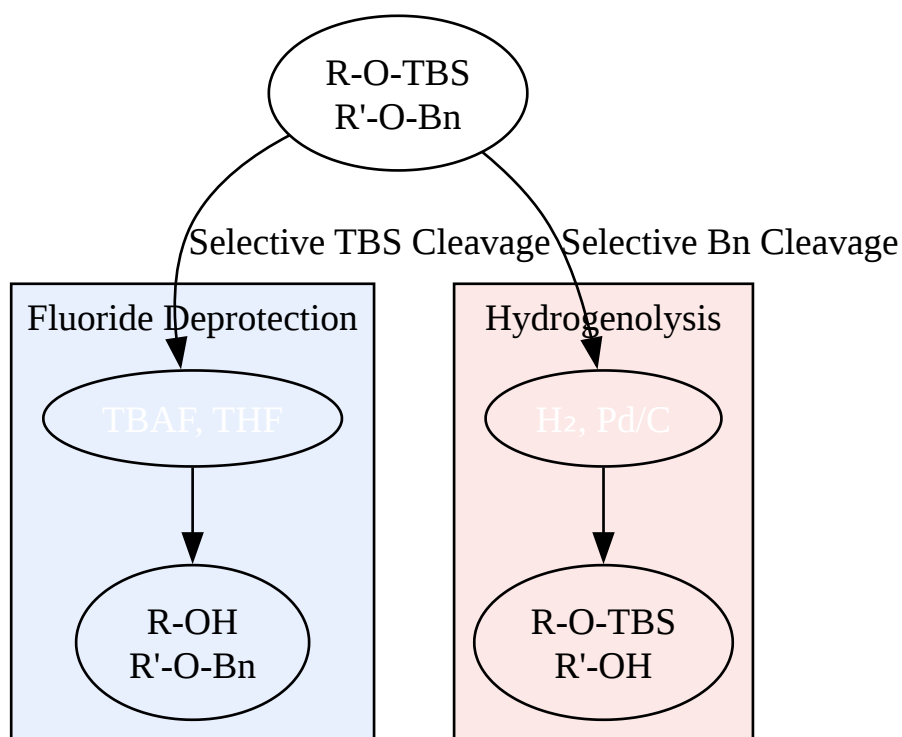 R-O-TBS
R'-O-Bn
Selective TBS Cleavage
Selective Bn Cleavage
Fluoride Deprotection
Hydrogenolysis
TBAF, THF
H₂, Pd/C
R-OH
R'-O-Bn
R-O-TBS
R'-OH